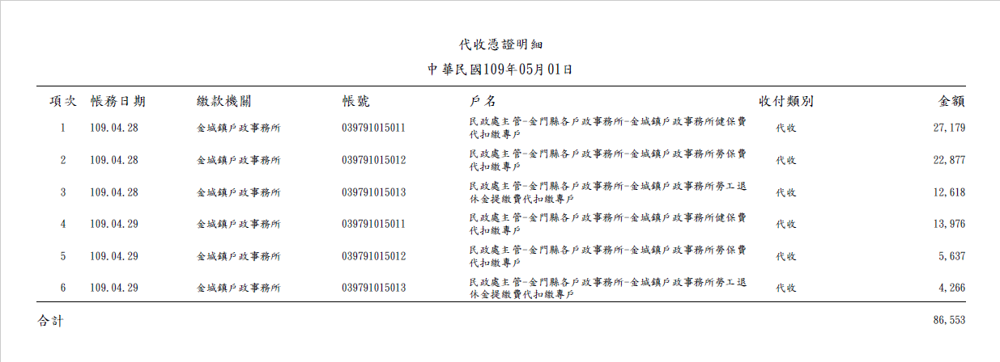 代收憑證明細
中華民國109年05月01日
項次 帳務日期 繳款機關 帳號 戶名 收付類別 金額
1 109.04.28 金城鎮戶政事務所 039791015011 民政處主管-金門縣各戶政事務所-金城鎮戶政事務所健保費 代收 27,179
代扣繳專戶
2 109.04.28 金城鎮戶政事務所 039791015012 民政處主管-金門縣各戶政事務所-金城鎮戶政事務所勞保費 代收 22,877
代扣繳專戶
3 109.04.28 金城鎮戶政事務所 039791015013 民政處主管-金門縣各戶政事務所-金城鎮戶政事務所勞工退 代收 12,618
休金提繳費代扣繳專戶
4 109.04.29 金城鎮戶政事務所 039791015011 民政處主管-金門縣各戶政事務所-金城鎮戶政事務所健保費 代收 13,976
代扣繳專戶
5 109.04.29 金城鎮戶政事務所 039791015012 民政處主管-金門縣各戶政事務所-金城鎮戶政事務所勞保費 代收 5,637
代扣繳專戶
6 109.04.29 金城鎮戶政事務所 039791015013 民政處主管-金門縣各戶政事務所-金城鎮戶政事務所勞工退 代收 4,266
休金提繳費代扣繳專戶
合計 86,553